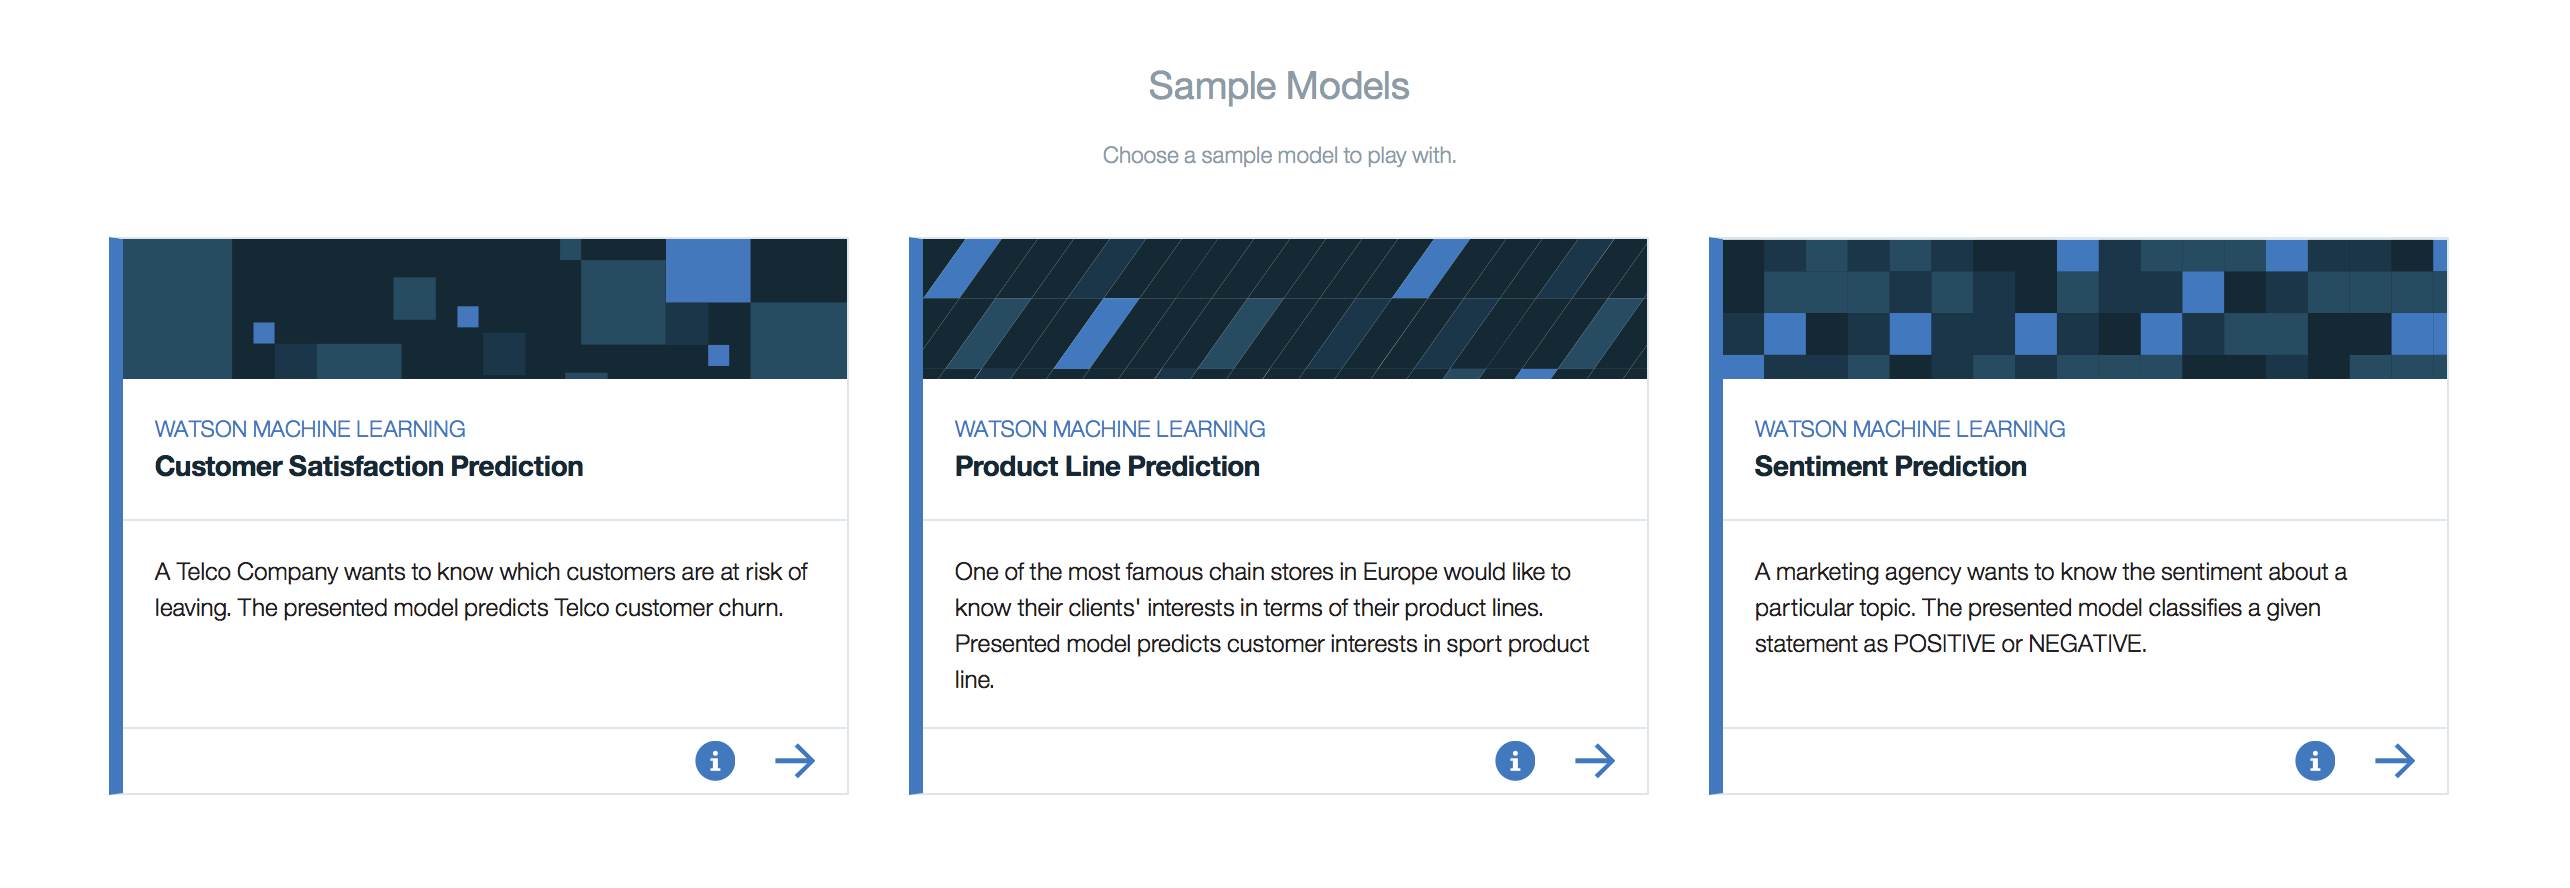 Sample Models
Choose a sample model to play with.
WATSON MACHINE LEARNING
Customer Satisfaction Prediction
A Telco Company wants to know which customers are at risk of
leaving. The presented model predicts Telco customer churn.
WATSON MACHINE LEARNING
Product Line Prediction
One of the most famous chain stores in Europe would like to
know their clients' interests in terms of their product lines.
Presented model predicts customer interests in sport product
line.
WATSON MACHINE LEARNING
Sentiment Prediction
A marketing agency wants to know the sentiment about a
particular topic. The presented model classifies a given
statement as POSITIVE or NEGATIVE.